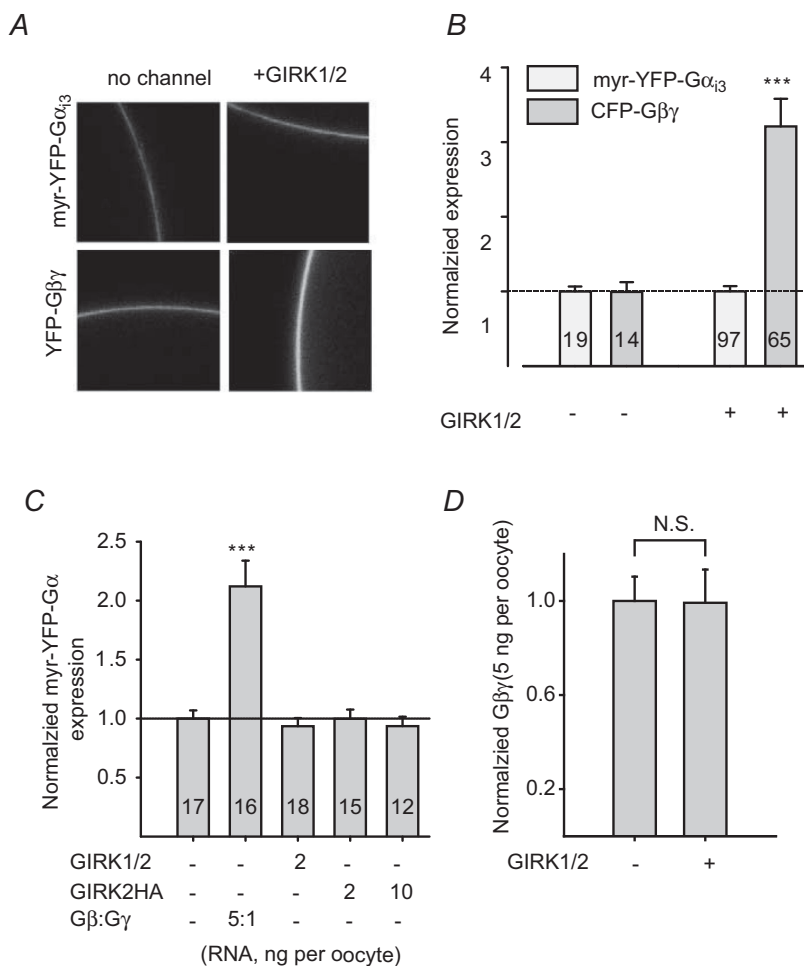 A
no channel +GIRK1/2
myr-YFP-Gαi3
YFP-Gβγ
B
Normalzied expression
4
3
2
1
myr-YFP-Gαi3
CFP-Gβγ
***
19 14 97 65
GIRK1/2 - - + +
C
Normalzied myr-YFP-Gα
expression
2.5
2.0
1.5
1.0
0.5
***
17 16 18 15 12
GIRK1/2 - - 2 - -
GIRK2HA - - - 2 10
Gβ:Gγ - 5:1 - - -
(RNA, ng per oocyte)
D
Normalzied Gβγ(5 ng per oocyte)
N.S.
1.0
0.6
0.2
GIRK1/2 - +